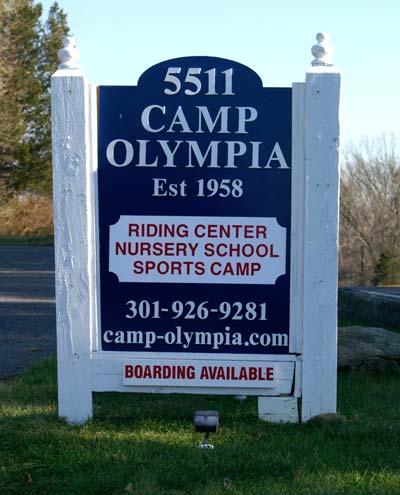 5511
CAMP
OLYMPIA
Est 1958
RIDING CENTER
NURSERY SCHOOL
SPORTS CAMP
301-926-9281
camp-olympia.com
BOARDING AVAILABLE